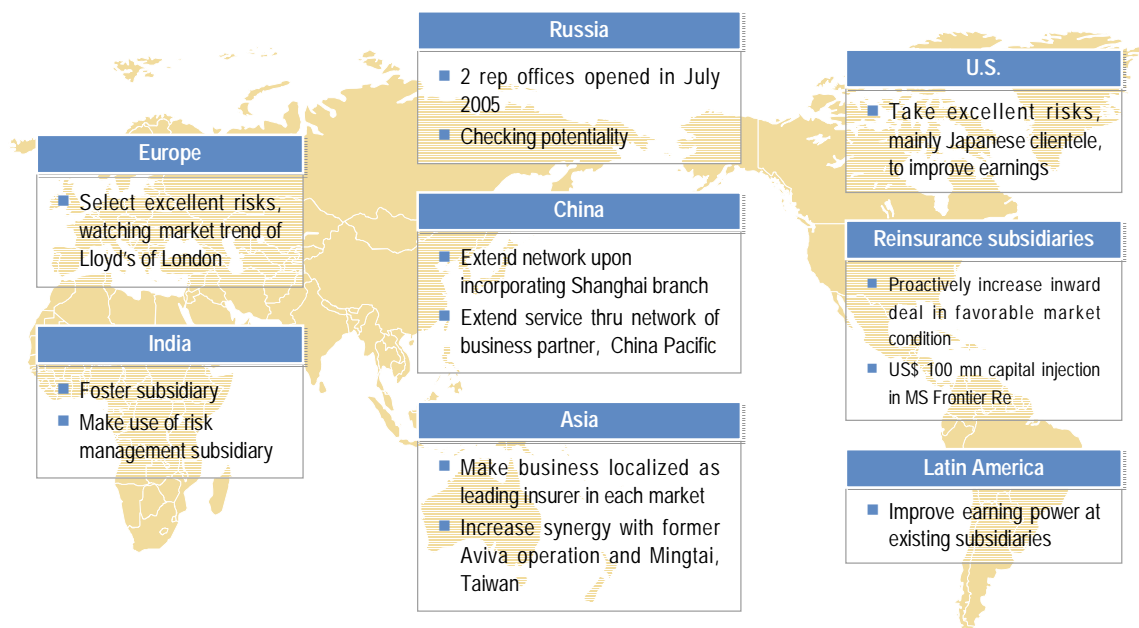 Russia
■ 2 rep offices opened in July
2005
■ Checking potentiality
U.S.
■ Take excellent risks,
mainly Japanese clientele,
to improve earnings
Europe
■ Select excellent risks,
watching market trend of
Lloyd's of London
China
■ Extend network upon
incorporating Shanghai branch
■ Extend service thru network of
business partner, China Pacific
Reinsurance subsidiaries
■ Proactively increase inward
deal in favorable market
condition
■ US$ 100 mn capital injection
in MS Frontier Re
India
■ Foster subsidiary
■ Make use of risk
management subsidiary
Asia
■ Make business localized as
leading insurer in each market
■ Increase synergy with former
Aviva operation and Mingtai,
Taiwan
Latin America
■ Improve earning power at
existing subsidiaries